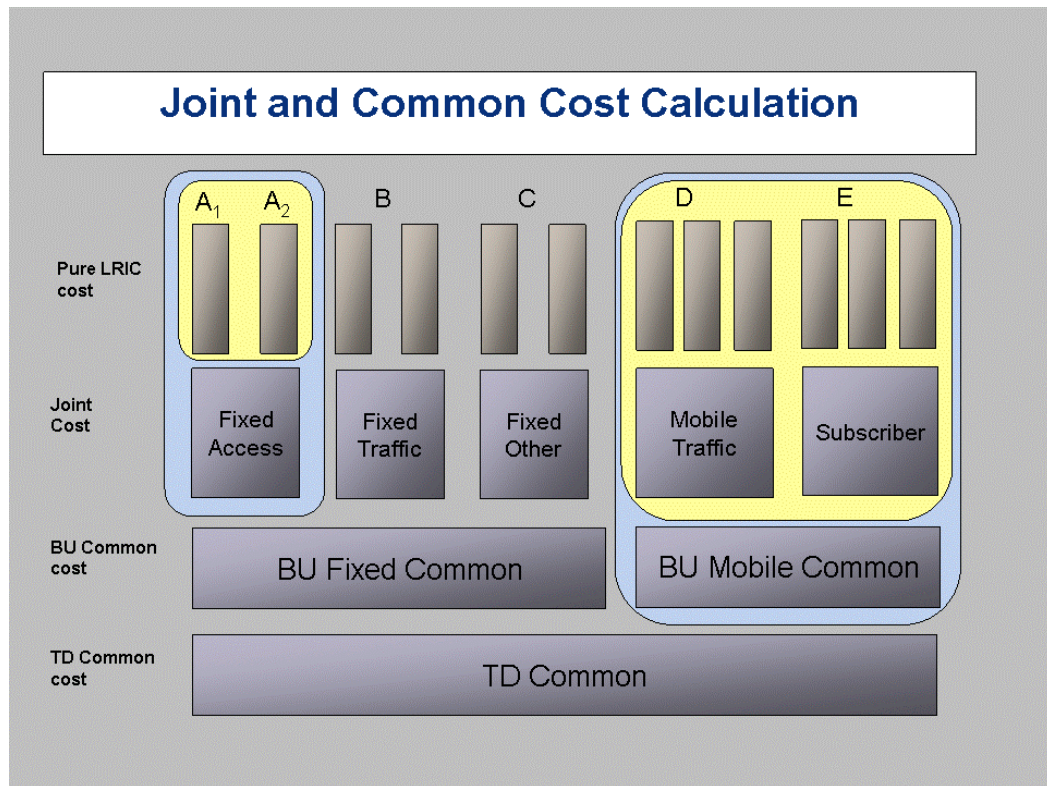 Joint and Common Cost Calculation
A1 A2 B C D E
Pure LRIC
cost
Joint
Cost
Fixed
Access
Fixed
Traffic
Fixed
Other
Mobile
Traffic
Subscriber
BU Common
cost
BU Fixed Common
BU Mobile Common
TD Common
cost
TD Common